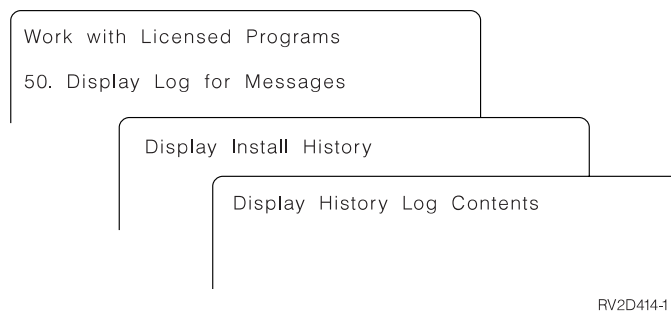 Work with Licensed Programs
50. Display Log for Messages
Display Install History
Display History Log Contents
RV2D414-1